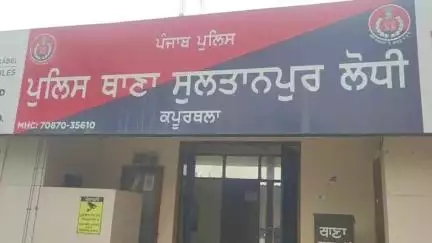 ਪੰਜਾਬ ਪੁਲਿਸ
ਪੁਲਿਸ ਥਾਣਾ ਸੁਲਤਾਨਪੁਰ ਲੋਧੀ
ਕਪੂਰਥਲਾ
MHC: 70870-35610
ਥਾਣਾ